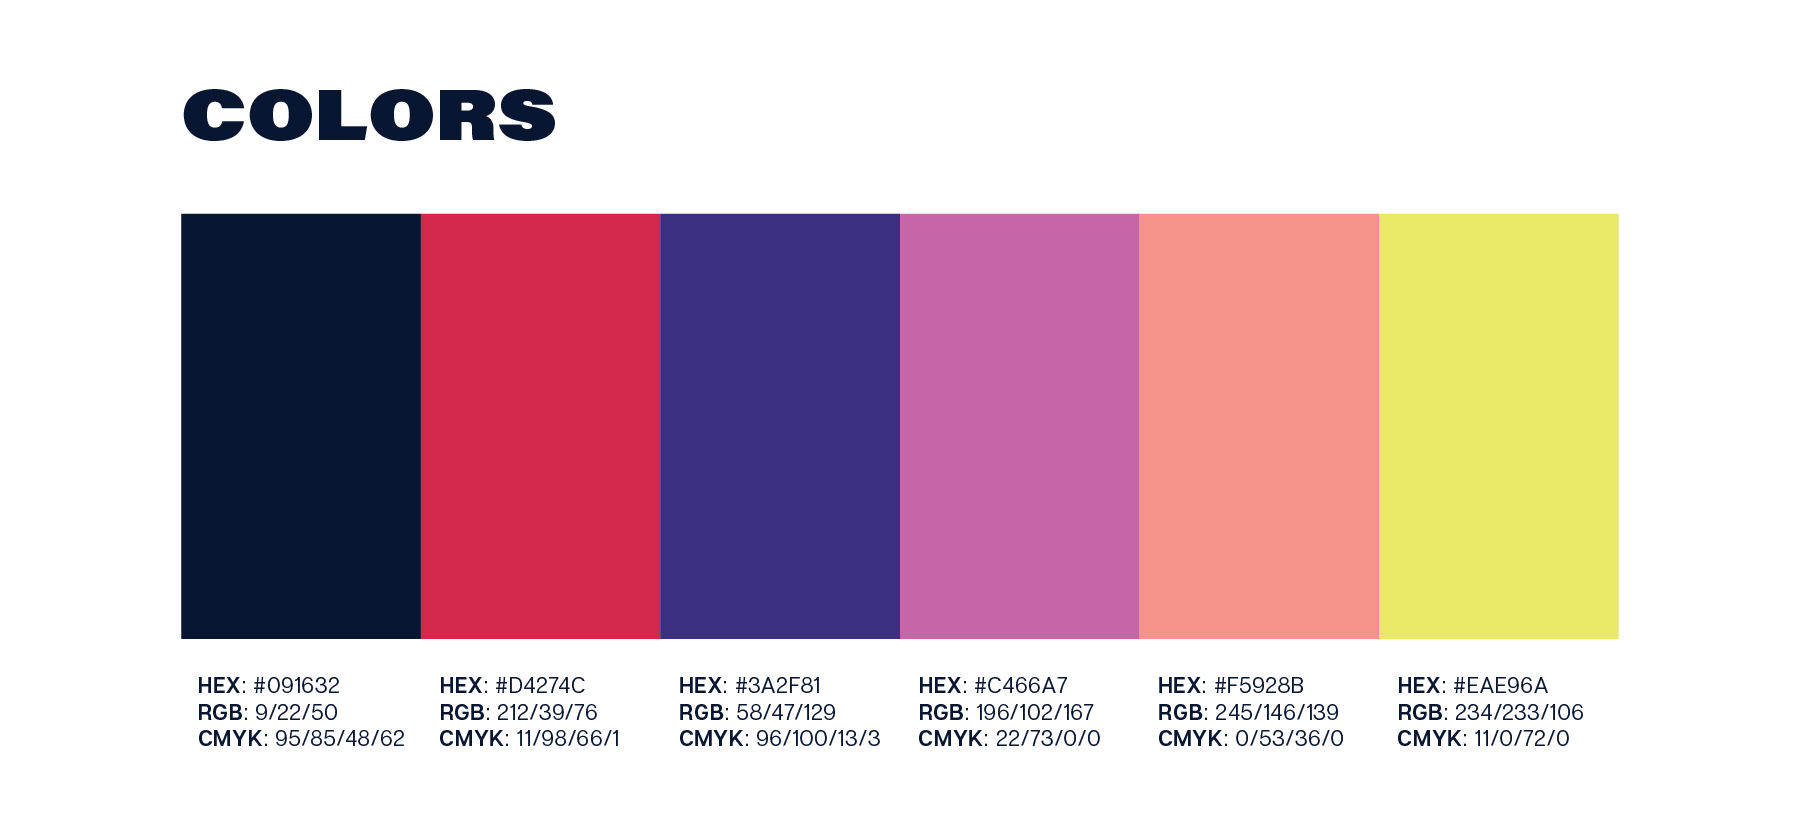 COLORS
HEX: #091632
RGB: 9/22/50
CMYK: 95/85/48/62
HEX: #D4274C
RGB: 212/39/76
CMYK: 11/98/66/1
HEX: #3A2F81
RGB: 58/47/129
CMYK: 96/100/13/3
HEX: #C466A7
RGB: 196/102/167
CMYK: 22/73/0/0
HEX: #F5928B
RGB: 245/146/139
CMYK: 0/53/36/0
HEX: #EAE96A
RGB: 234/233/106
CMYK: 11/0/72/0